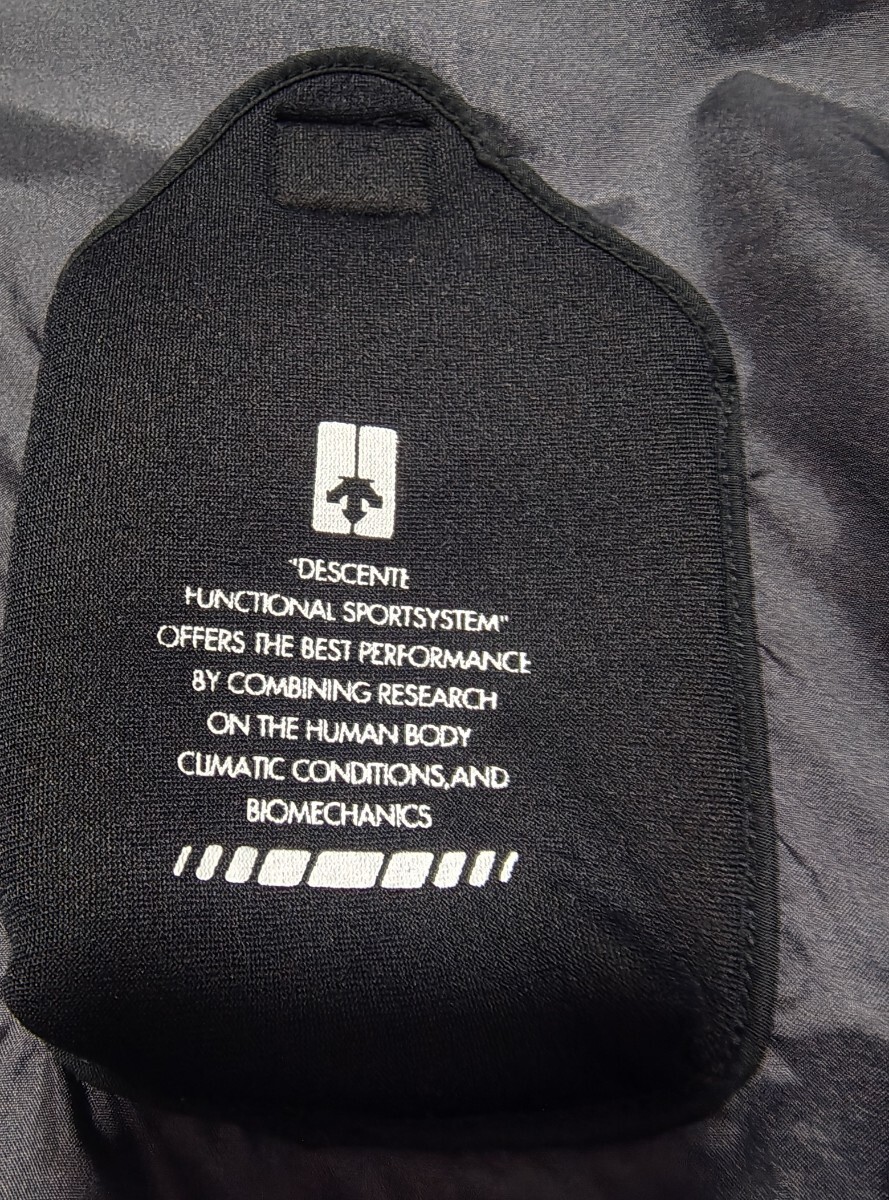 "DESCENTE
FUNCTIONAL SPORTSYSTEM"
OFFERS THE BEST PERFORMANCE
BY COMBINING RESEARCH
ON THE HUMAN BODY
CLIMATIC CONDITIONS,AND
BIOMECHANICS